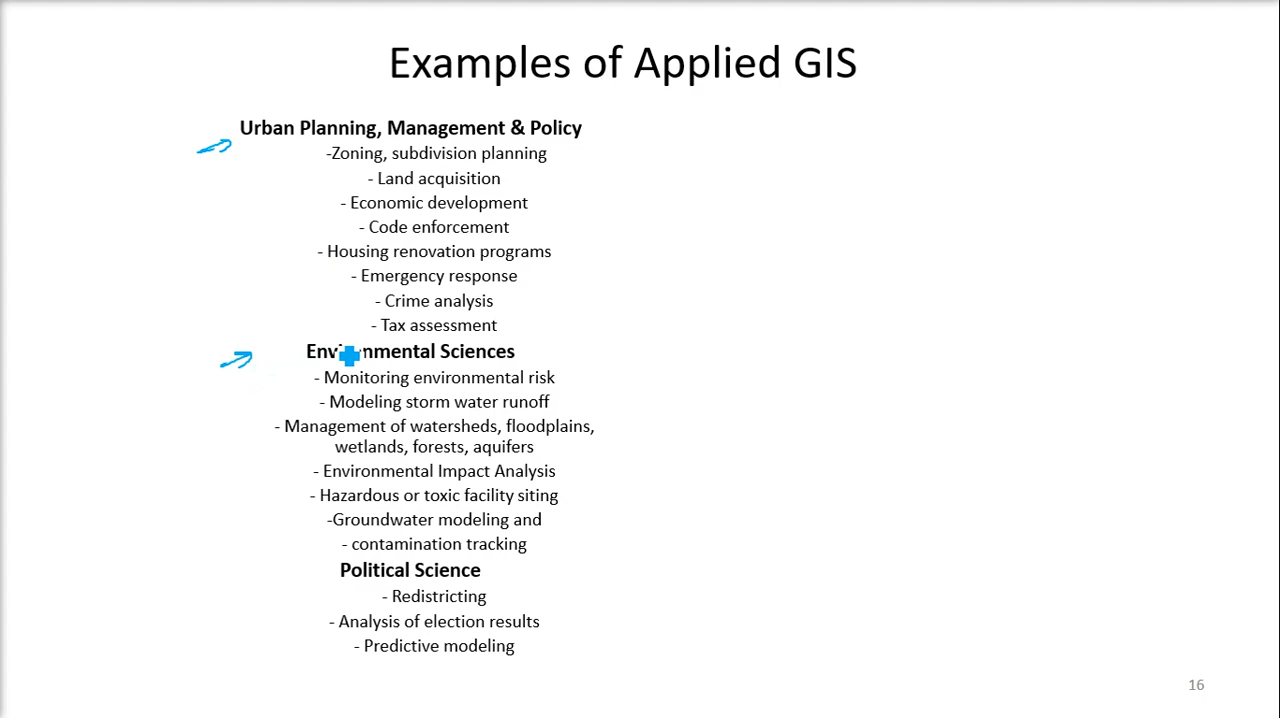 Examples of Applied GIS
Urban Planning, Management & Policy
-Zoning, subdivision planning
- Land acquisition
- Economic development
- Code enforcement
- Housing renovation programs
- Emergency response
- Crime analysis
- Tax assessment
Environmental Sciences
- Monitoring environmental risk
- Modeling storm water runoff
- Management of watersheds, floodplains,
wetlands, forests, aquifers
- Environmental Impact Analysis
- Hazardous or toxic facility siting
-Groundwater modeling and
- contamination tracking
Political Science
- Redistricting
- Analysis of election results
- Predictive modeling
16